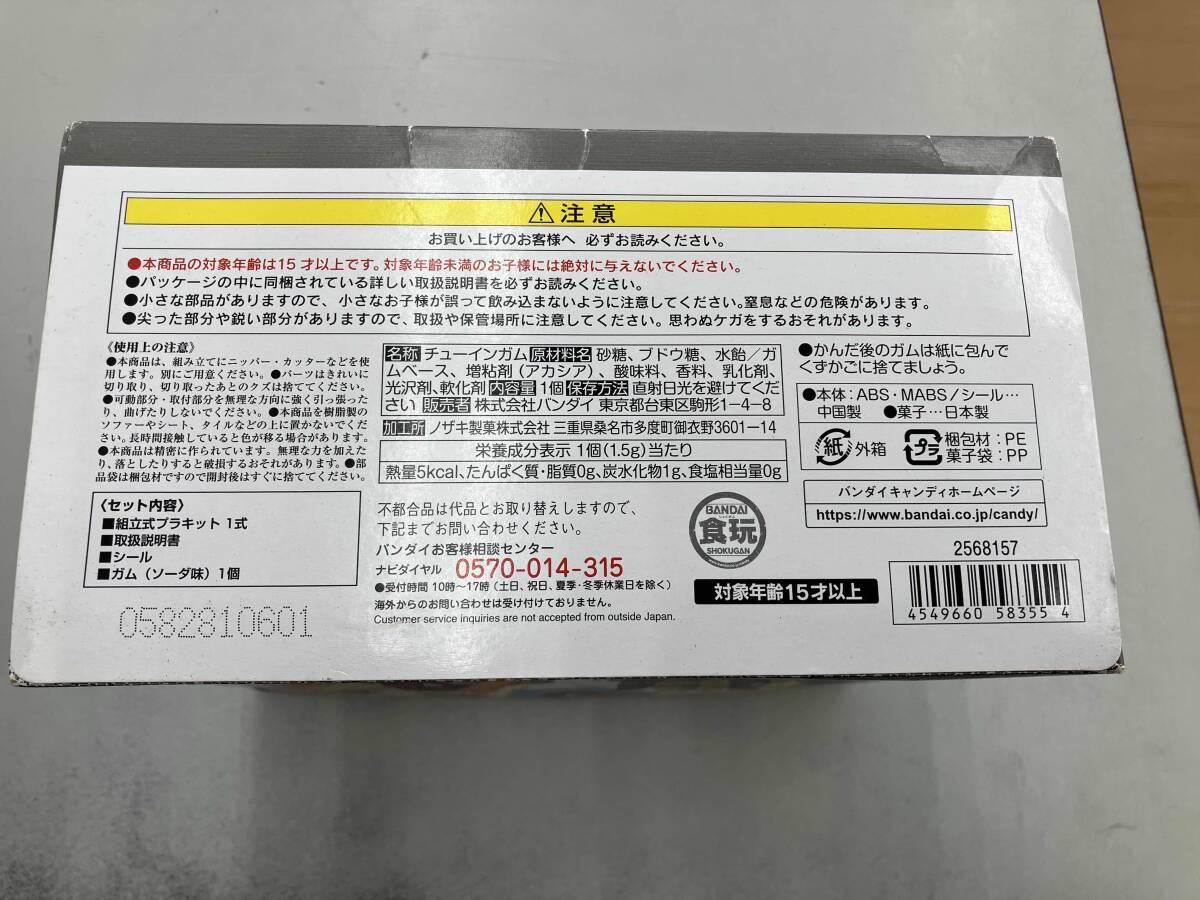 ⚠注意
お買い上げのお客様へ 必ずお読みください。
●本商品の対象年齢は15才以上です。対象年齢未満のお子様には絶対に与えないでください。
●パッケージの中に同梱されている詳しい取扱説明書を必ずお読みください。
●小さな部品がありますので、小さなお子様が誤って飲み込まないように注意してください。窒息などの危険があります。
●尖った部分や鋭い部分がありますので、取扱や保管場所に注意してください。思わぬケガをするおそれがあります。
《使用上の注意》
●本商品は、組み立てにニッパー・カッターなどを使
用します。別にご用意ください。●パーツはきれいに
切り取り、切り取ったあとのクズは捨ててください。
●可動部分・取付部分を無理な方向に強く引っ張った
り、曲げたりしないでください。●本商品を樹脂製の
ソファーやシート、タイルなどの上に置かないでくださ
い。長時間接触していると色が移る場合があります。
●本商品は精密に作られています。無理な力を加えた
り、落としたりすると破損するおそれがあります。●部
品袋は梱包材ですので開封後はすぐに捨ててください。
〈セット内容〉
■組立式プラキット 1式
■取扱説明書
■シール
■ガム（ソーダ味）1個
0582810601
名称 チューインガム 原材料名 砂糖、ブドウ糖、水飴／ガ
ムベース、増粘剤（アカシア）、酸味料、香料、乳化剤、
光沢剤、軟化剤 内容量 1個 保存方法 直射日光を避けてくだ
さい 販売者 株式会社バンダイ 東京都台東区駒形1-4-8
加工所 ノザキ製菓株式会社 三重県桑名市多度町御衣野3601-14
栄養成分表示 1個(1.5g)当たり
熱量5kcal、たんぱく質・脂質0g、炭水化物1g、食塩相当量0g
不都合品は代品とお取り替えしますので、
下記までお問い合わせください。
バンダイお客様相談センター
ナビダイヤル 0570-014-315
●受付時間 10時〜17時（土日、祝日、夏季・冬季休業日を除く）
海外からのお問い合わせは受け付けておりません。
Customer service inquiries are not accepted from outside Japan.
BANDAI
食玩
SHOKUGAN
対象年齢15才以上
●かんだ後のガムは紙に包んで
くずかごに捨てましょう。
●本体：ABS・MABS／シール…
中国製 ●菓子…日本製
紙 外箱
プラ 梱包材：PE
菓子袋：PP
バンダイキャンディホームページ
https://www.bandai.co.jp/candy/
2568157
4549660 58355 4